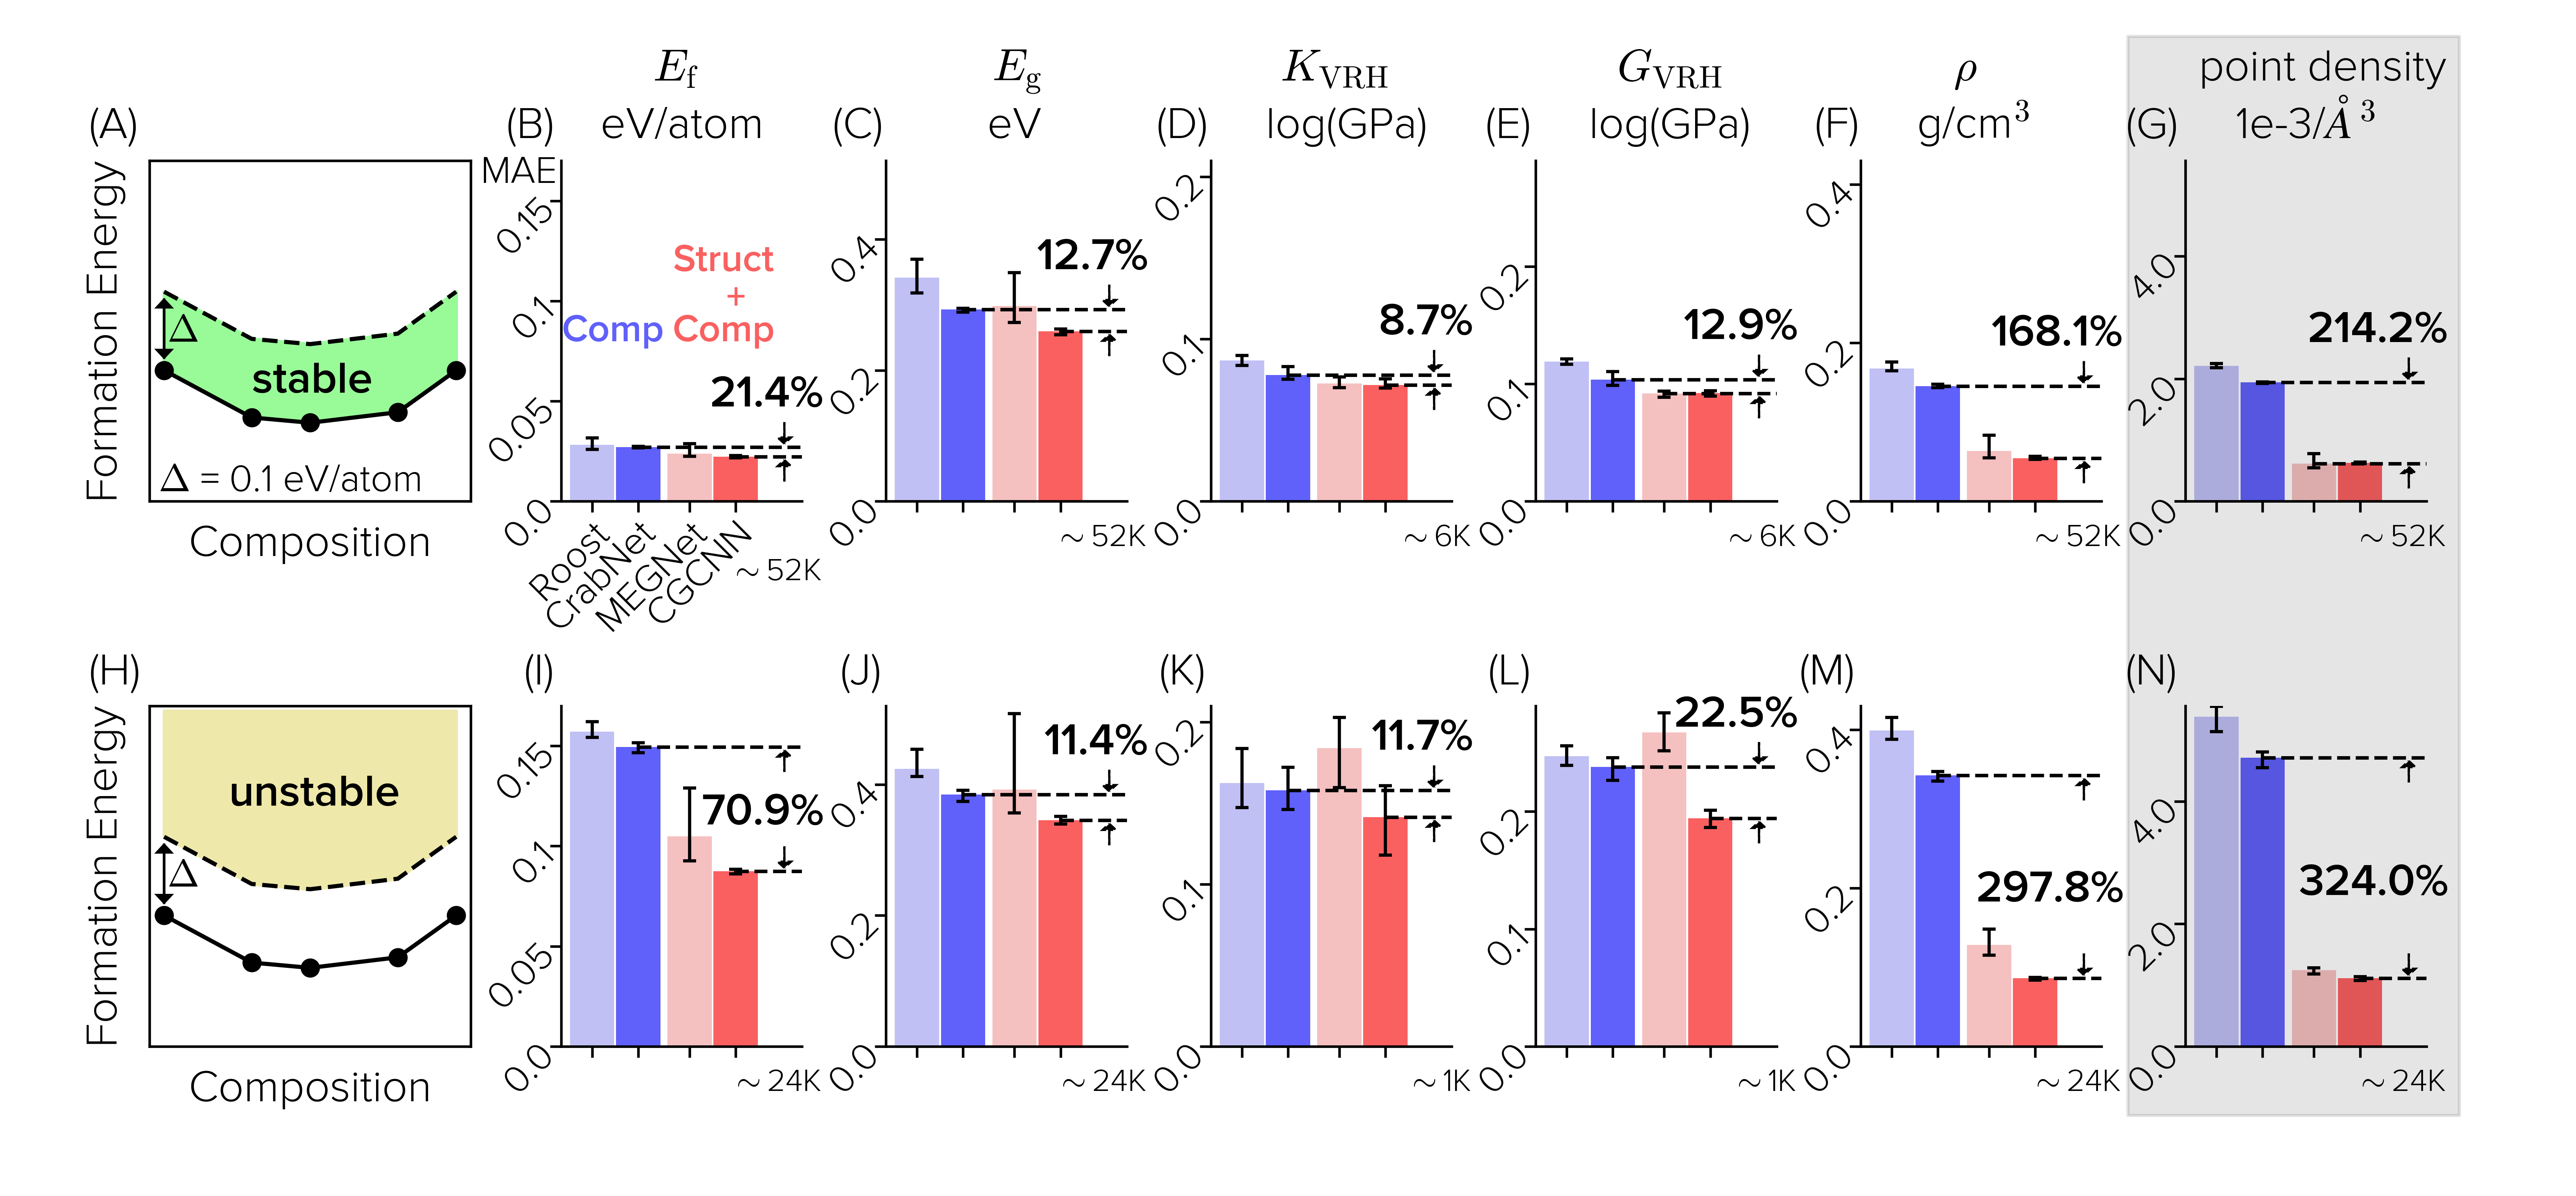 (A)
Formation Energy
stable
Δ
Δ = 0.1 eV/atom
Composition
(B)
E_f
eV/atom
MAE
0.15
0.1
0.05
0.0
Struct
+
Comp Comp
21.4%
Roost
CrabNet
MEGNet
CGCNN
~ 52K
(C)
E_g
eV
0.4
0.2
0.0
12.7%
~ 52K
(D)
K_VRH
log(GPa)
0.2
0.1
0.0
8.7%
~ 6K
(E)
G_VRH
log(GPa)
0.2
0.1
0.0
12.9%
~ 6K
(F)
ρ
g/cm³
0.4
0.2
0.0
168.1%
~ 52K
(G)
point density
1e-3/Å³
4.0
2.0
0.0
214.2%
~ 52K
(H)
Formation Energy
unstable
Δ
Composition
(I)
0.15
0.1
0.05
0.0
70.9%
~ 24K
(J)
0.4
0.2
0.0
11.4%
~ 24K
(K)
0.2
0.1
0.0
11.7%
~ 1K
(L)
0.2
0.1
0.0
22.5%
~ 1K
(M)
0.4
0.2
0.0
297.8%
~ 24K
(N)
4.0
2.0
0.0
324.0%
~ 24K